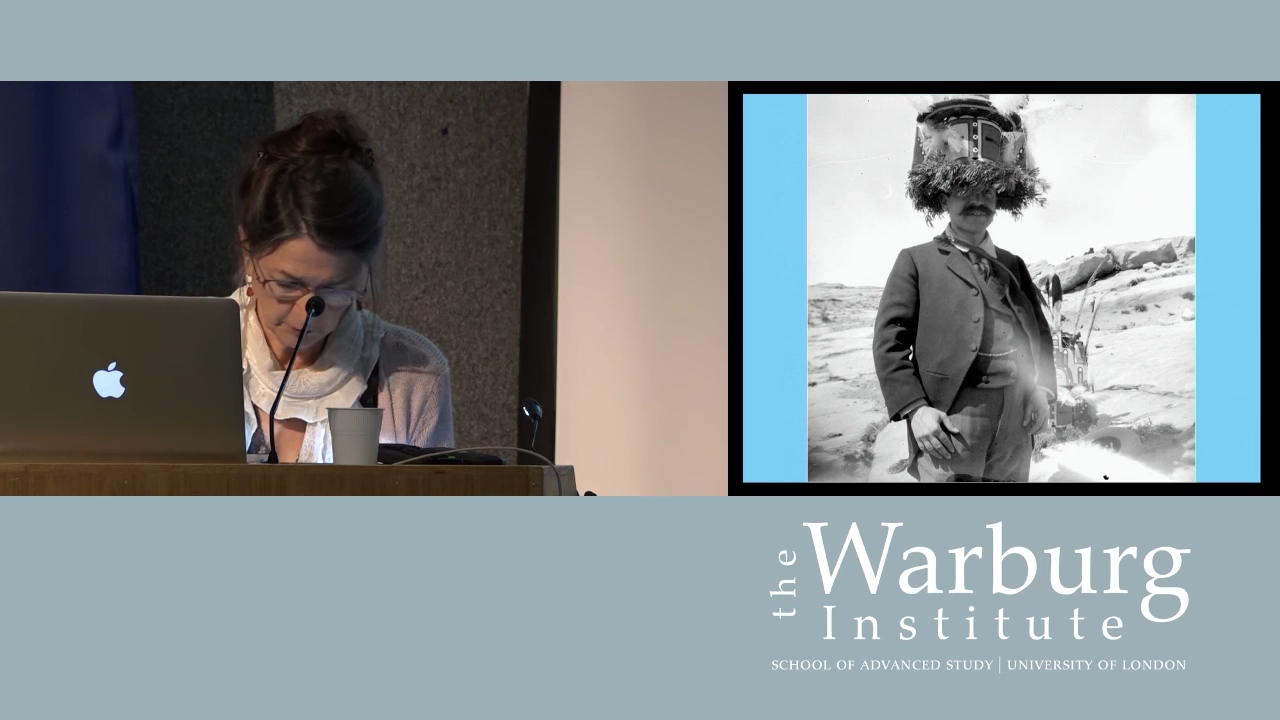 the Warburg
Institute
SCHOOL OF ADVANCED STUDY | UNIVERSITY OF LONDON